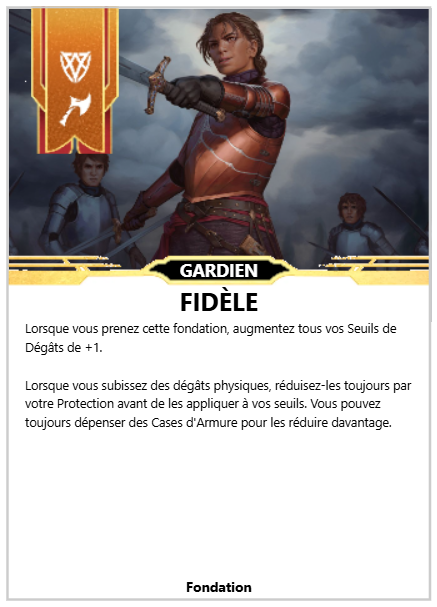 GARDIEN
FIDÈLE
Lorsque vous prenez cette fondation, augmentez tous vos Seuils de
Dégâts de +1.
Lorsque vous subissez des dégâts physiques, réduisez-les toujours par
votre Protection avant de les appliquer à vos seuils. Vous pouvez
toujours dépenser des Cases d'Armure pour les réduire davantage.
Fondation